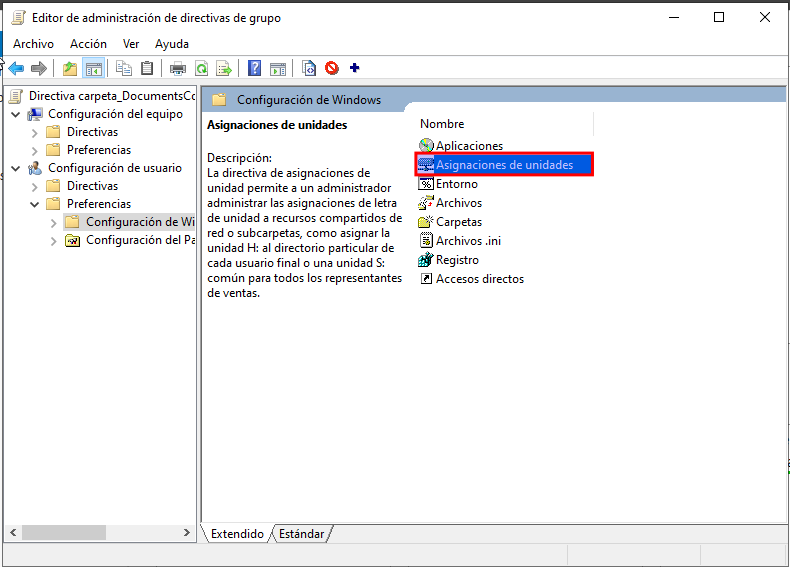 Editor de administración de directivas de grupo
Archivo Acción Ver Ayuda
Directiva carpeta_DocumentsCo
Configuración del equipo
Directivas
Preferencias
Configuración de usuario
Directivas
Preferencias
Configuración de Wi
Configuración del Pa
Configuración de Windows
Asignaciones de unidades
Descripción:
La directiva de asignaciones de
unidad permite a un administrador
administrar las asignaciones de letra
de unidad a recursos compartidos de
red o subcarpetas, como asignar la
unidad H: al directorio particular de
cada usuario final o una unidad S:
común para todos los representantes
de ventas.
Nombre
Aplicaciones
Asignaciones de unidades
Entorno
Archivos
Carpetas
Archivos .ini
Registro
Accesos directos
Extendido Estándar